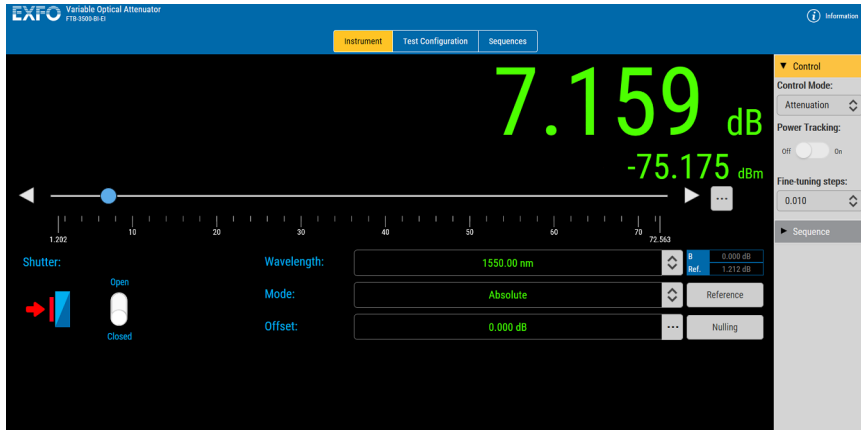 EXFO Variable Optical Attenuator
FTB-3500-BI-EI
Information
Instrument Test Configuration Sequences
7.159 dB
-75.175 dBm
1.202 10 20 30 40 50 60 70 72.563
Shutter:
Open
Closed
Wavelength: 1550.00 nm
B 0.000 dB
Ref. 1.212 dB
Mode: Absolute
Reference
Offset: 0.000 dB
Nulling
Control
Control Mode:
Attenuation
Power Tracking:
Off On
Fine-tuning steps:
0.010
Sequence